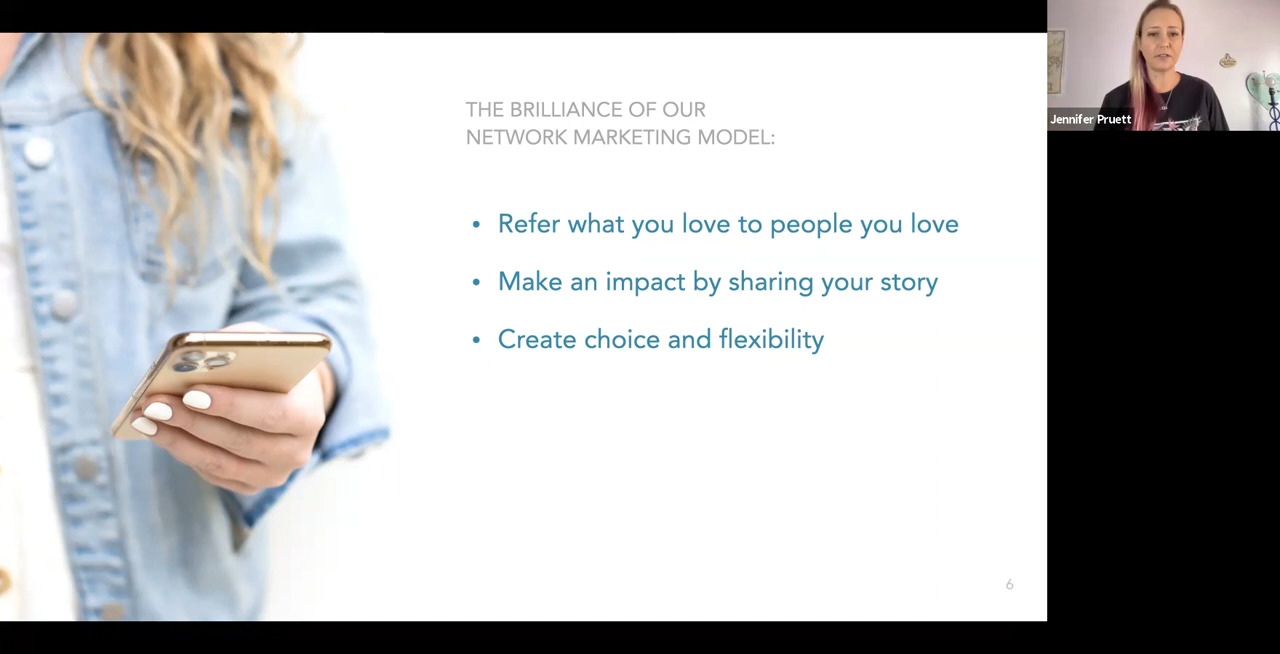 THE BRILLIANCE OF OUR
NETWORK MARKETING MODEL:
• Refer what you love to people you love
• Make an impact by sharing your story
• Create choice and flexibility
6
Jennifer Pruett